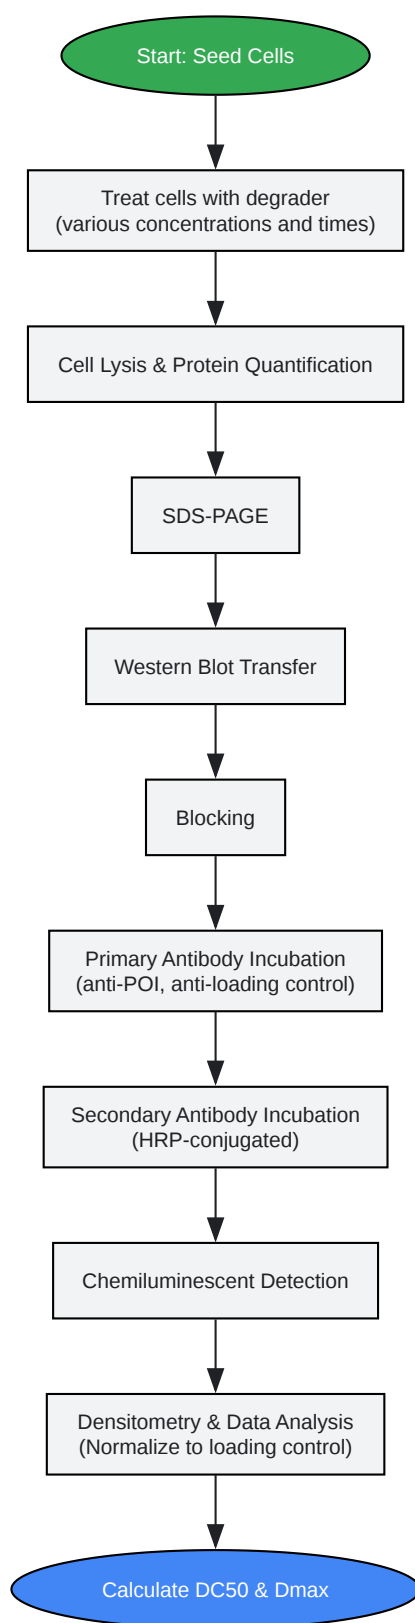 Start: Seed Cells
Treat cells with degrader
(various concentrations and times)
Cell Lysis & Protein Quantification
SDS-PAGE
Western Blot Transfer
Blocking
Primary Antibody Incubation
(anti-POI, anti-loading control)
Secondary Antibody Incubation
(HRP-conjugated)
Chemiluminescent Detection
Densitometry & Data Analysis
(Normalize to loading control)
Calculate DC50 & Dmax